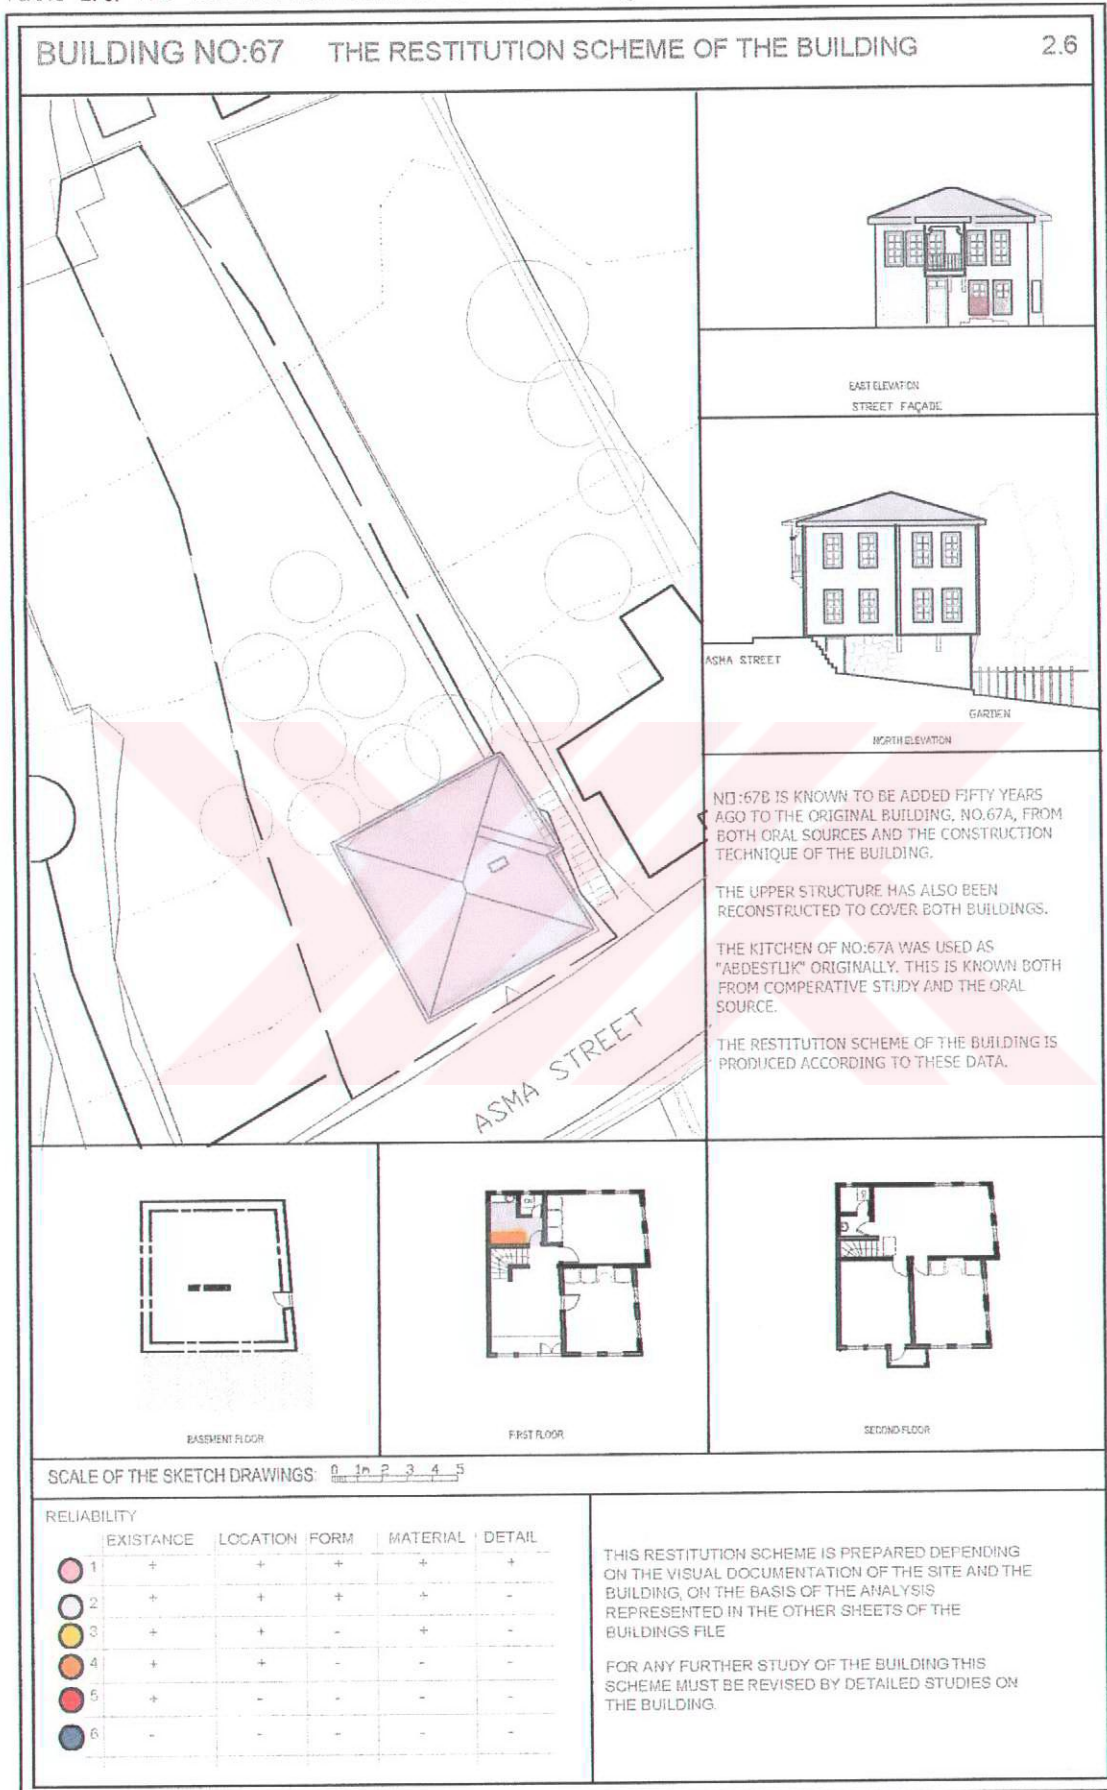 BUILDING NO:67 THE RESTITUTION SCHEME OF THE BUILDING 2.6
EAST ELEVATION
STREET FAÇADE
ASMA STREET
GARDEN
NORTH ELEVATION
NO:67B IS KNOWN TO BE ADDED FIFTY YEARS
AGO TO THE ORIGINAL BUILDING, NO.67A, FROM
BOTH ORAL SOURCES AND THE CONSTRUCTION
TECHNIQUE OF THE BUILDING.
THE UPPER STRUCTURE HAS ALSO BEEN
RECONSTRUCTED TO COVER BOTH BUILDINGS.
THE KITCHEN OF NO:67A WAS USED AS
"ABDESTLIK" ORIGINALLY. THIS IS KNOWN BOTH
FROM COMPERATIVE STUDY AND THE ORAL
SOURCE.
THE RESTITUTION SCHEME OF THE BUILDING IS
PRODUCED ACCORDING TO THESE DATA.
ASMA STREET
BASEMENT FLOOR
FIRST FLOOR
SECOND FLOOR
SCALE OF THE SKETCH DRAWINGS: 0 1m 2 3 4 5
RELIABILITY
EXISTANCE LOCATION FORM MATERIAL DETAIL
1 + + + + +
2 + + + + -
3 + + - + -
4 + + - - -
5 + - - - -
6 - - - - -
THIS RESTITUTION SCHEME IS PREPARED DEPENDING
ON THE VISUAL DOCUMENTATION OF THE SITE AND THE
BUILDING, ON THE BASIS OF THE ANALYSIS
REPRESENTED IN THE OTHER SHEETS OF THE
BUILDINGS FILE
FOR ANY FURTHER STUDY OF THE BUILDING THIS
SCHEME MUST BE REVISED BY DETAILED STUDIES ON
THE BUILDING.